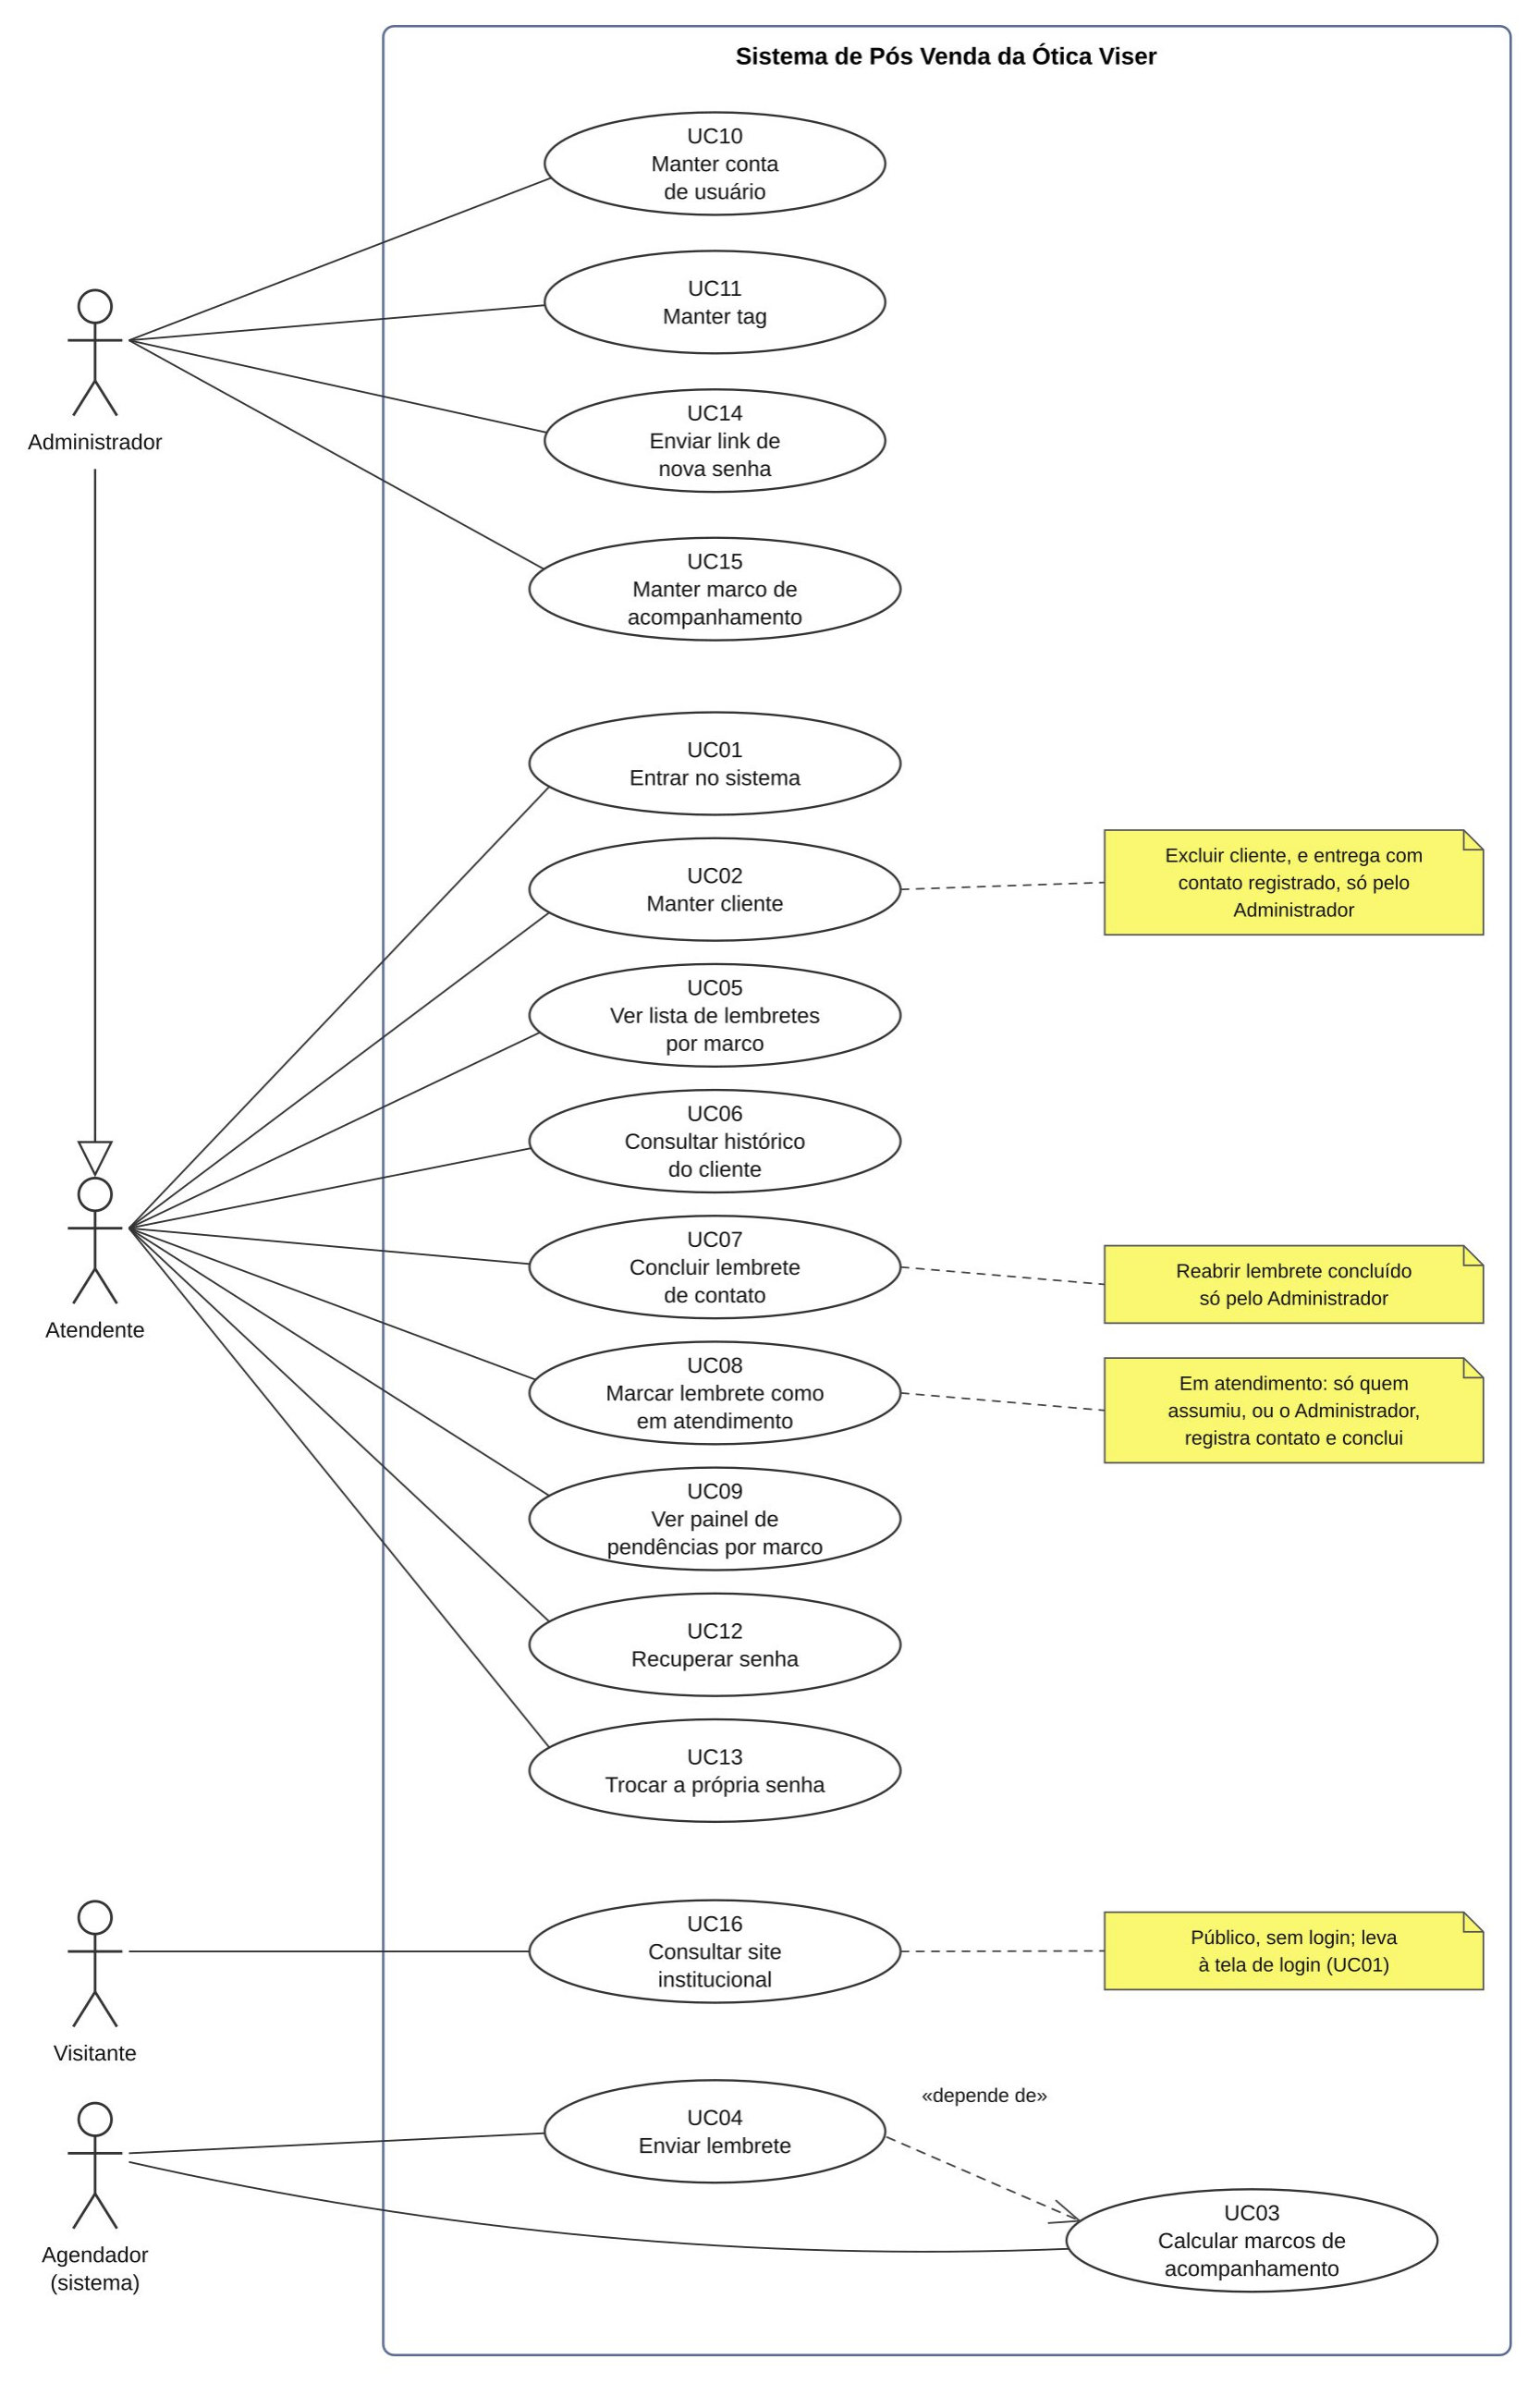 Sistema de Pós Venda da Ótica Viser
UC10
Manter conta
de usuário
UC11
Manter tag
UC14
Enviar link de
nova senha
Administrador
UC15
Manter marco de
acompanhamento
UC01
Entrar no sistema
UC02
Manter cliente
Excluir cliente, e entrega com
contato registrado, só pelo
Administrador
UC05
Ver lista de lembretes
por marco
UC06
Consultar histórico
do cliente
UC07
Concluir lembrete
de contato
Reabrir lembrete concluído
só pelo Administrador
Atendente
UC08
Marcar lembrete como
em atendimento
Em atendimento: só quem
assumiu, ou o Administrador,
registra contato e conclui
UC09
Ver painel de
pendências por marco
UC12
Recuperar senha
UC13
Trocar a própria senha
UC16
Consultar site
institucional
Público, sem login; leva
à tela de login (UC01)
Visitante
«depende de»
UC04
Enviar lembrete
UC03
Calcular marcos de
acompanhamento
Agendador
(sistema)